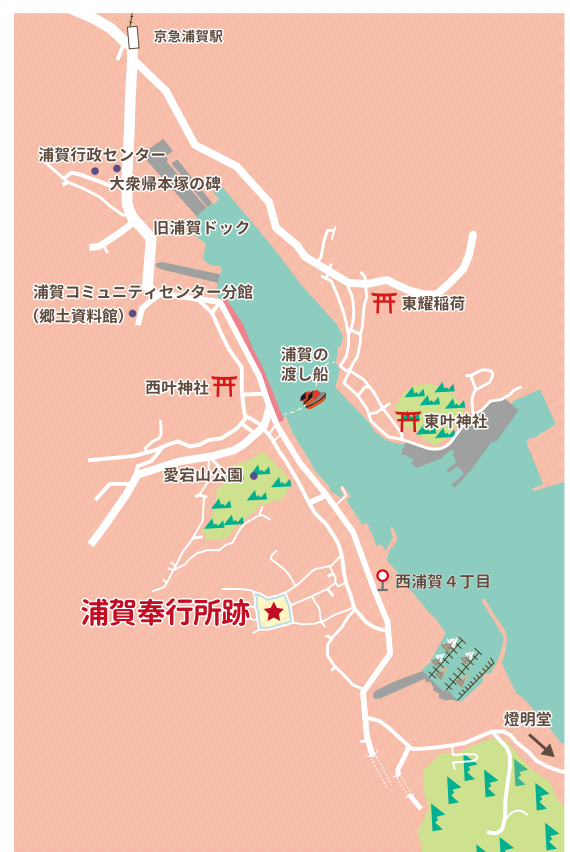 京急浦賀駅
浦賀行政センター
大衆帰本塚の碑
旧浦賀ドック
浦賀コミュニティセンター分館
(郷土資料館)
東耀稲荷
浦賀の
渡し船
西叶神社
東叶神社
愛宕山公園
西浦賀４丁目
浦賀奉行所跡
燈明堂